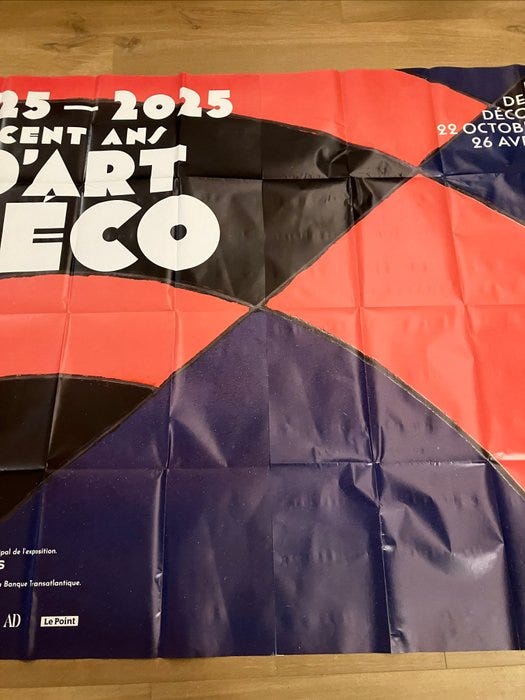 25 – 2025
CENT ANS
D'ART
ÉCO
DE
DÉCO
22 OCTOB
26 AV
pal de l'exposition.
S
Banque Transatlantique.
AD
Le Point